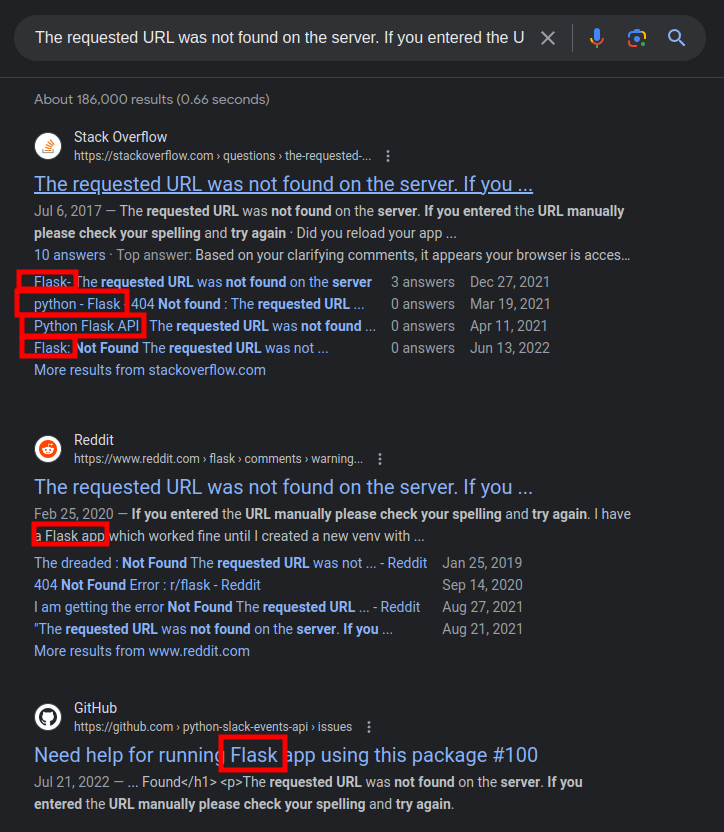 The requested URL was not found on the server. If you entered the U
About 186,000 results (0.66 seconds)
Stack Overflow
https://stackoverflow.com › questions › the-requested-...
The requested URL was not found on the server. If you ...
Jul 6, 2017 — The requested URL was not found on the server. If you entered the URL manually
please check your spelling and try again · Did you reload your app ...
10 answers · Top answer: Based on your clarifying comments, it appears your browser is acces...
Flask- The requested URL was not found on the server 3 answers Dec 27, 2021
python - Flask - 404 Not found : The requested URL ... 0 answers Mar 19, 2021
Python Flask API: The requested URL was not found ... 0 answers Apr 11, 2021
Flask: Not Found The requested URL was not ... 0 answers Jun 13, 2022
More results from stackoverflow.com
Reddit
https://www.reddit.com › flask › comments › warning...
The requested URL was not found on the server. If you ...
Feb 25, 2020 — If you entered the URL manually please check your spelling and try again. I have
a Flask app which worked fine until I created a new venv with ...
The dreaded : Not Found The requested URL was not ... - Reddit Jan 25, 2019
404 Not Found Error : r/flask - Reddit Sep 14, 2020
I am getting the error Not Found The requested URL ... - Reddit Aug 27, 2021
"The requested URL was not found on the server. If you ... Aug 21, 2021
More results from www.reddit.com
GitHub
https://github.com › python-slack-events-api › issues
Need help for running Flask app using this package #100
Jul 21, 2022 — ... Found</h1> <p>The requested URL was not found on the server. If you
entered the URL manually please check your spelling and try again.